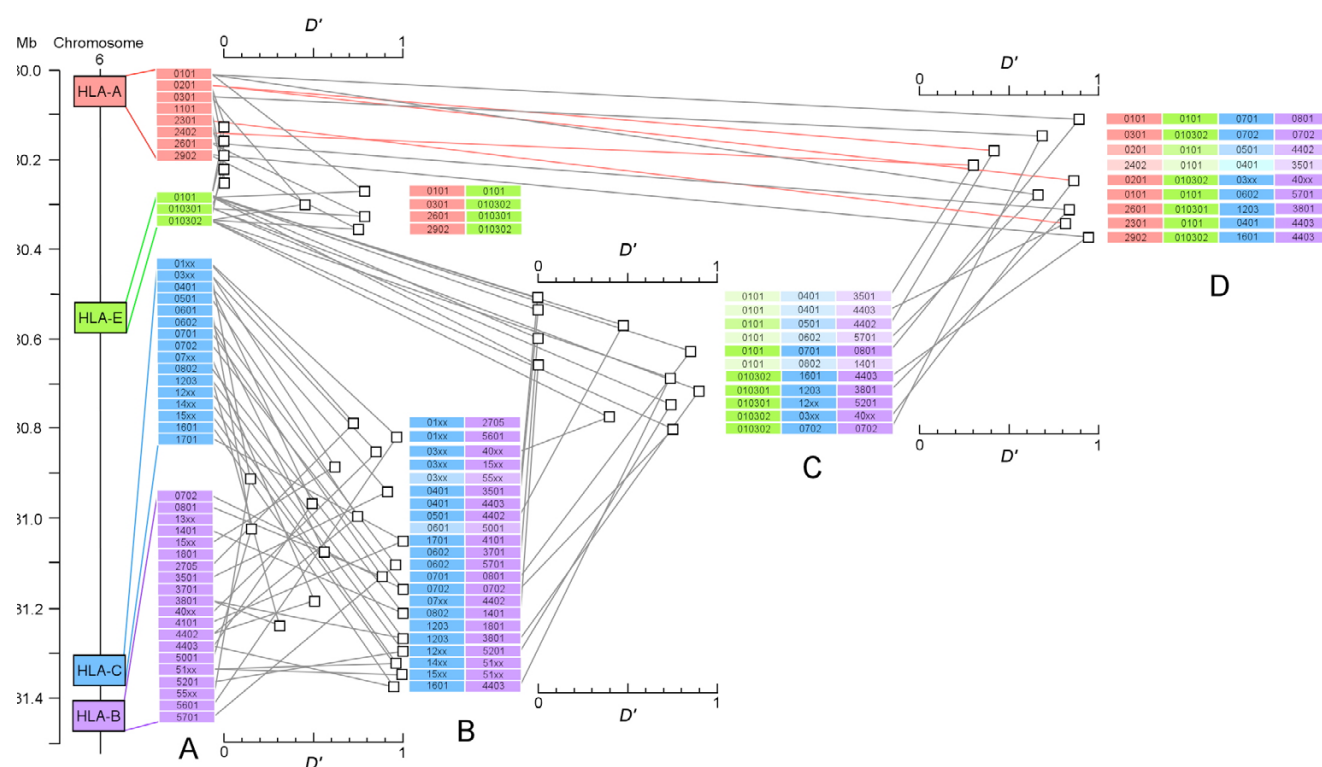 D'
Mb Chromosome
6
0 1
30.0
HLA-A
0101
0201
0301
1101
2301
2402
2601
2902
30.2
0101
010301
010302
30.4
HLA-E
30.6
01xx
03xx
0401
0501
0601
0602
0701
0702
07xx
0802
1203
12xx
14xx
15xx
1601
1701
30.8
31.0
0702
0801
13xx
1401
15xx
1801
2705
3501
3701
3801
40xx
4101
4402
4403
5001
51xx
5201
55xx
5601
5701
31.2
HLA-C
31.4
HLA-B
A
0 1
D'
0101 0101
0301 010302
2601 010301
2902 010302
01xx 2705
01xx 5601
03xx 40xx
03xx 15xx
03xx 55xx
0401 3501
0401 4403
0501 4402
0601 5001
1701 4101
0602 3701
0602 5701
0701 0801
0702 0702
07xx 4402
0802 1401
1203 1801
1203 3801
12xx 5201
14xx 51xx
15xx 51xx
1601 4403
B
D'
0 1
0 1
D'
0101 0401 3501
0101 0401 4403
0101 0501 4402
0101 0602 5701
0101 0701 0801
0101 0802 1401
010302 1601 4403
010301 1203 3801
010301 12xx 5201
010302 03xx 40xx
010302 0702 0702
C
D'
0 1
0 1
D'
0101 0101 0701 0801
0301 010302 0702 0702
0201 0101 0501 4402
2402 0101 0401 3501
0201 010302 03xx 40xx
0101 0101 0602 5701
2601 010301 1203 3801
2301 0101 0401 4403
2902 010302 1601 4403
D